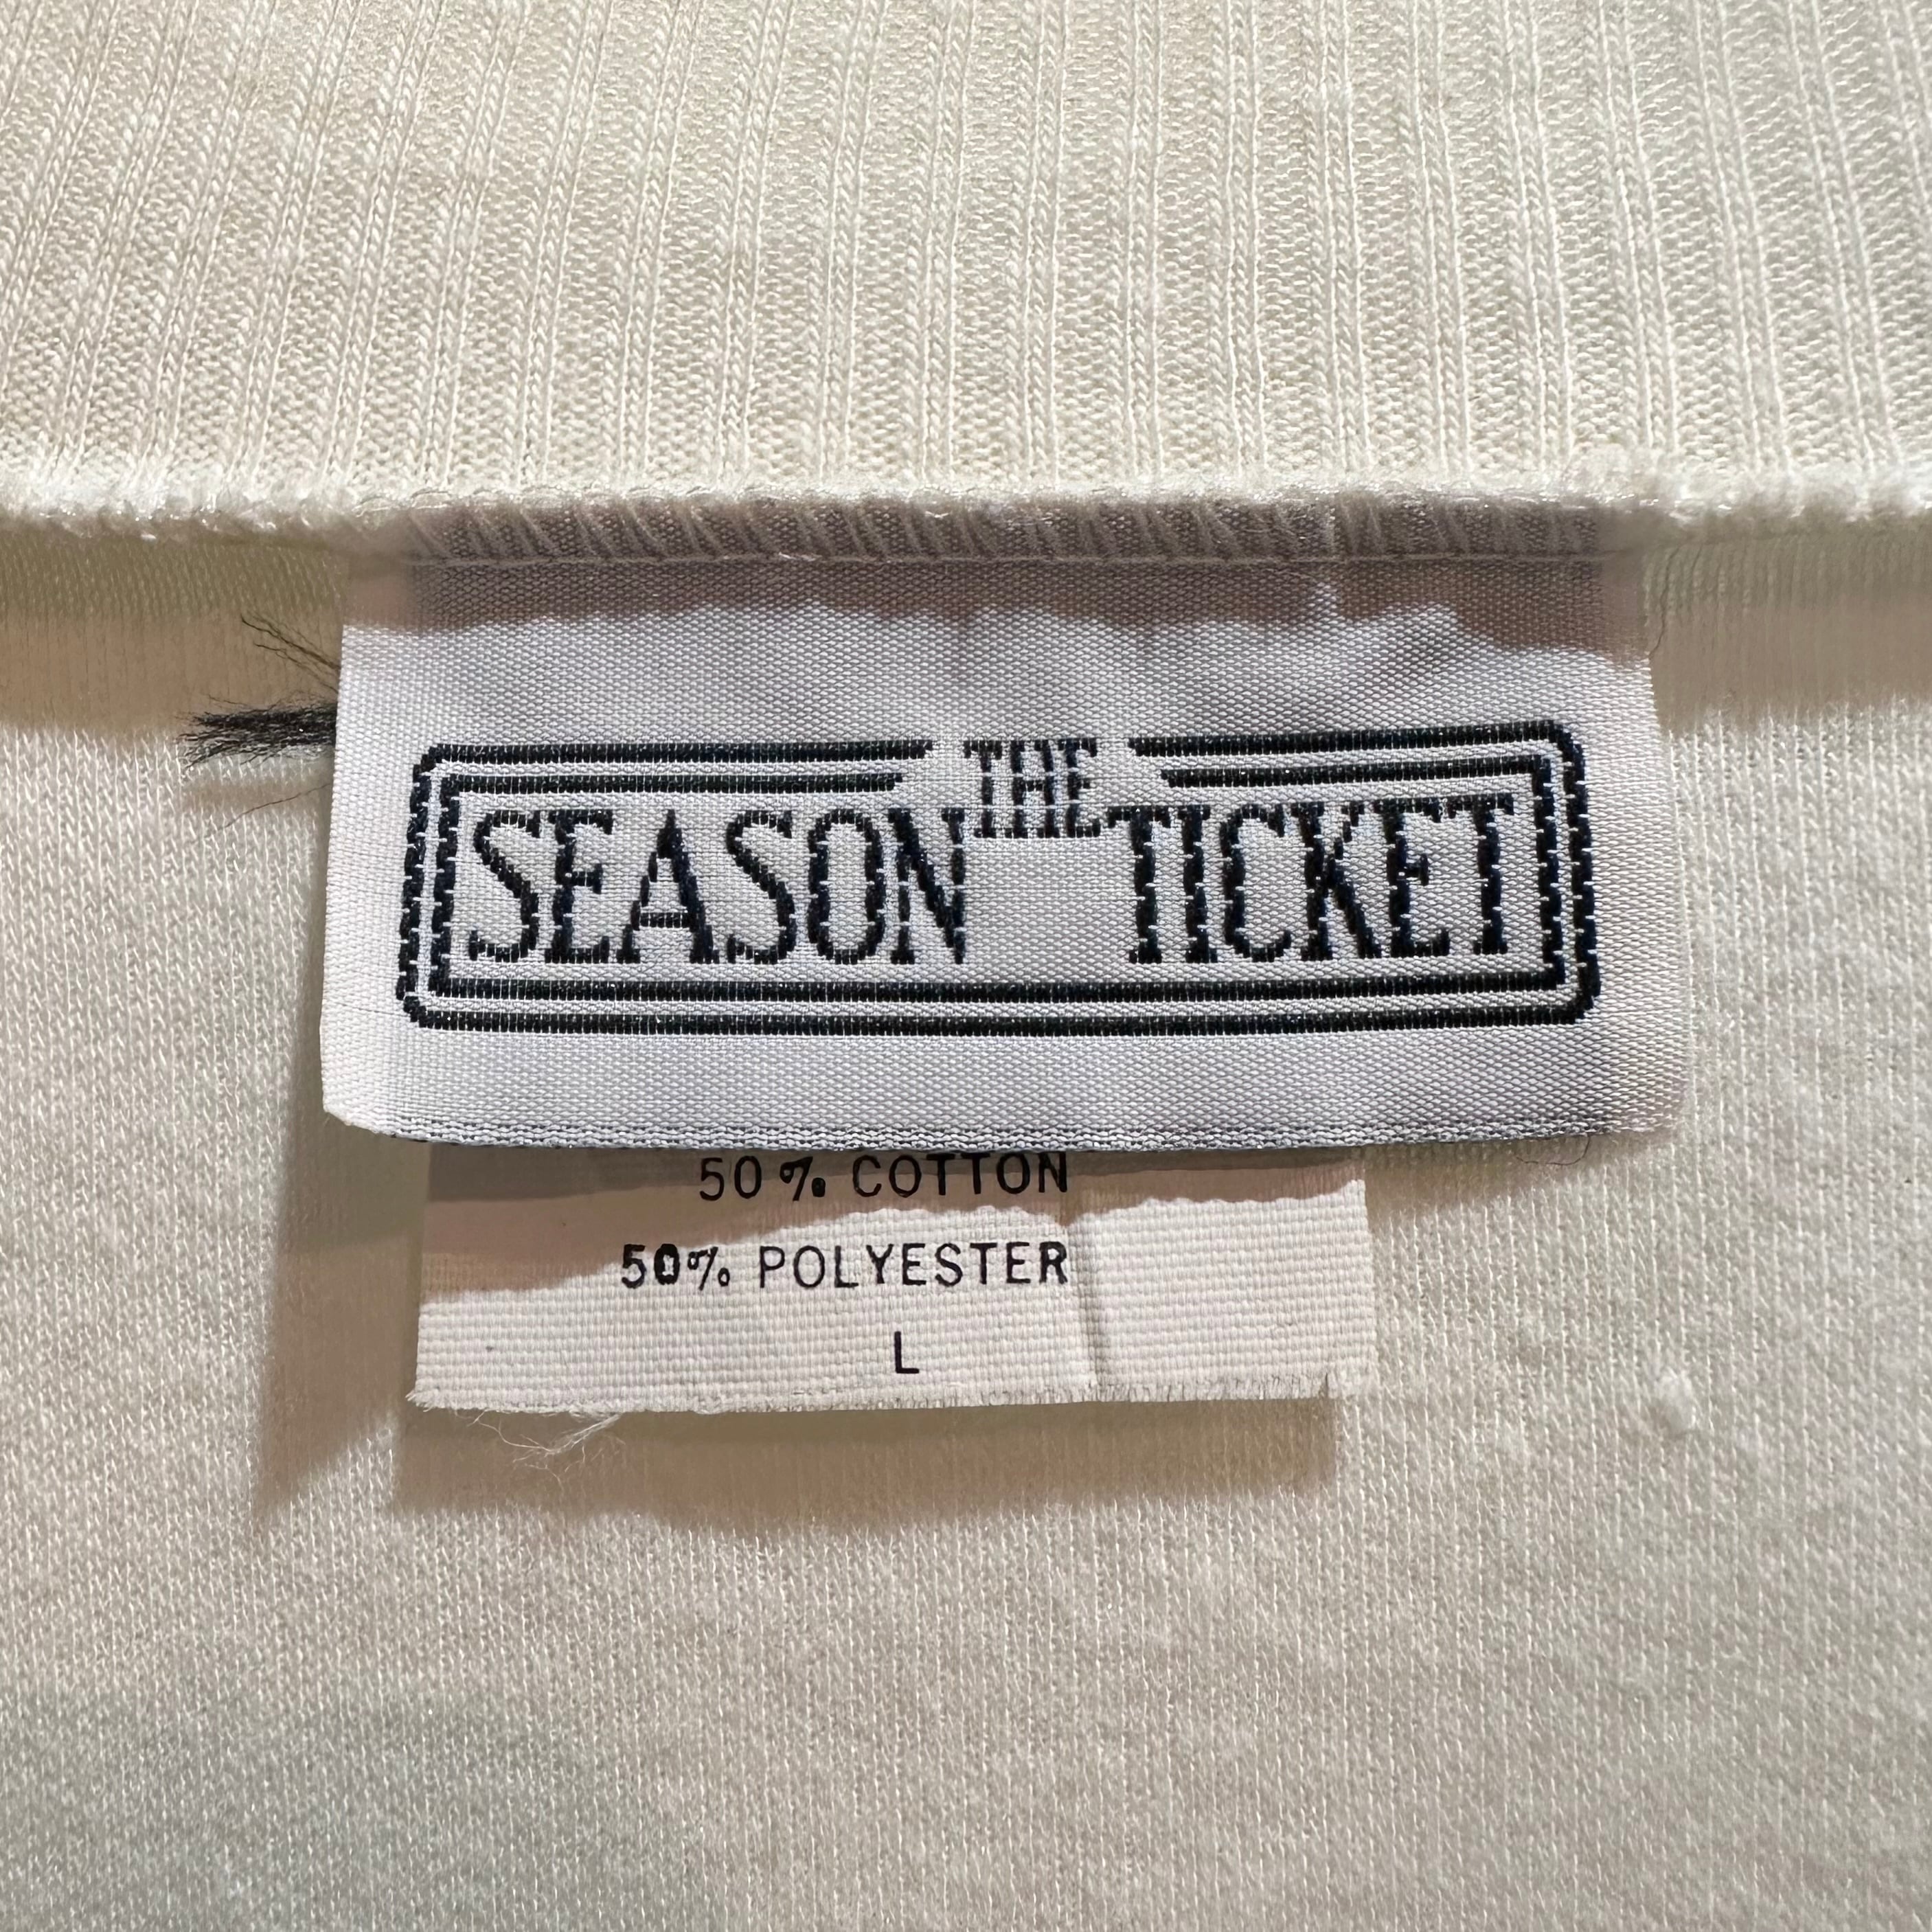 THE
SEASON TICKET
50% COTTON
50% POLYESTER
L